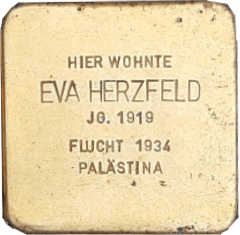 HIER WOHNTE
EVA HERZFELD
JG. 1919
FLUCHT 1934
PALÄSTINA